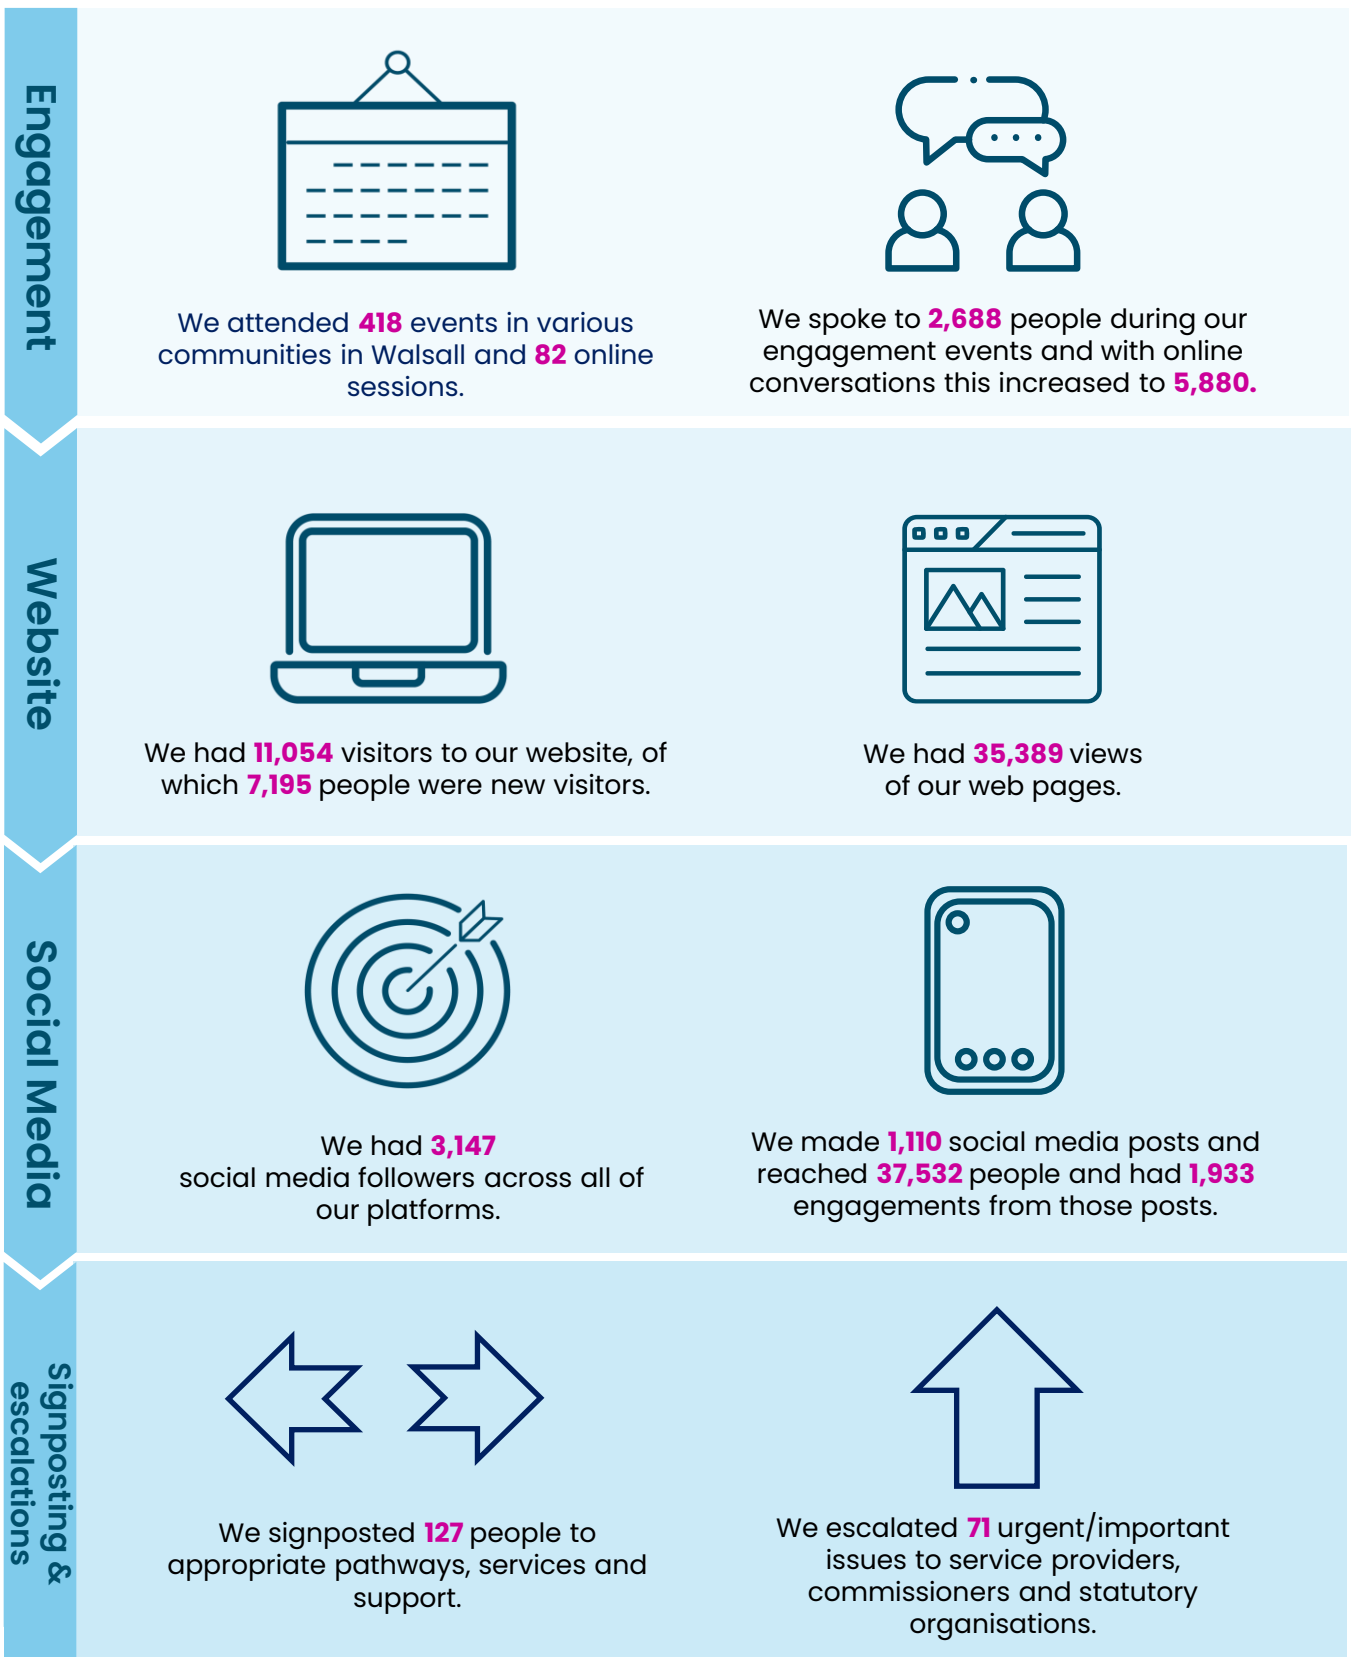 Engagement
We attended 418 events in various
communities in Walsall and 82 online
sessions.
We spoke to 2,688 people during our
engagement events and with online
conversations this increased to 5,880.
Website
We had 11,054 visitors to our website, of
which 7,195 people were new visitors.
We had 35,389 views
of our web pages.
Social Media
We had 3,147
social media followers across all of
our platforms.
We made 1,110 social media posts and
reached 37,532 people and had 1,933
engagements from those posts.
Signposting &
escalations
We signposted 127 people to
appropriate pathways, services and
support.
We escalated 71 urgent/important
issues to service providers,
commissioners and statutory
organisations.